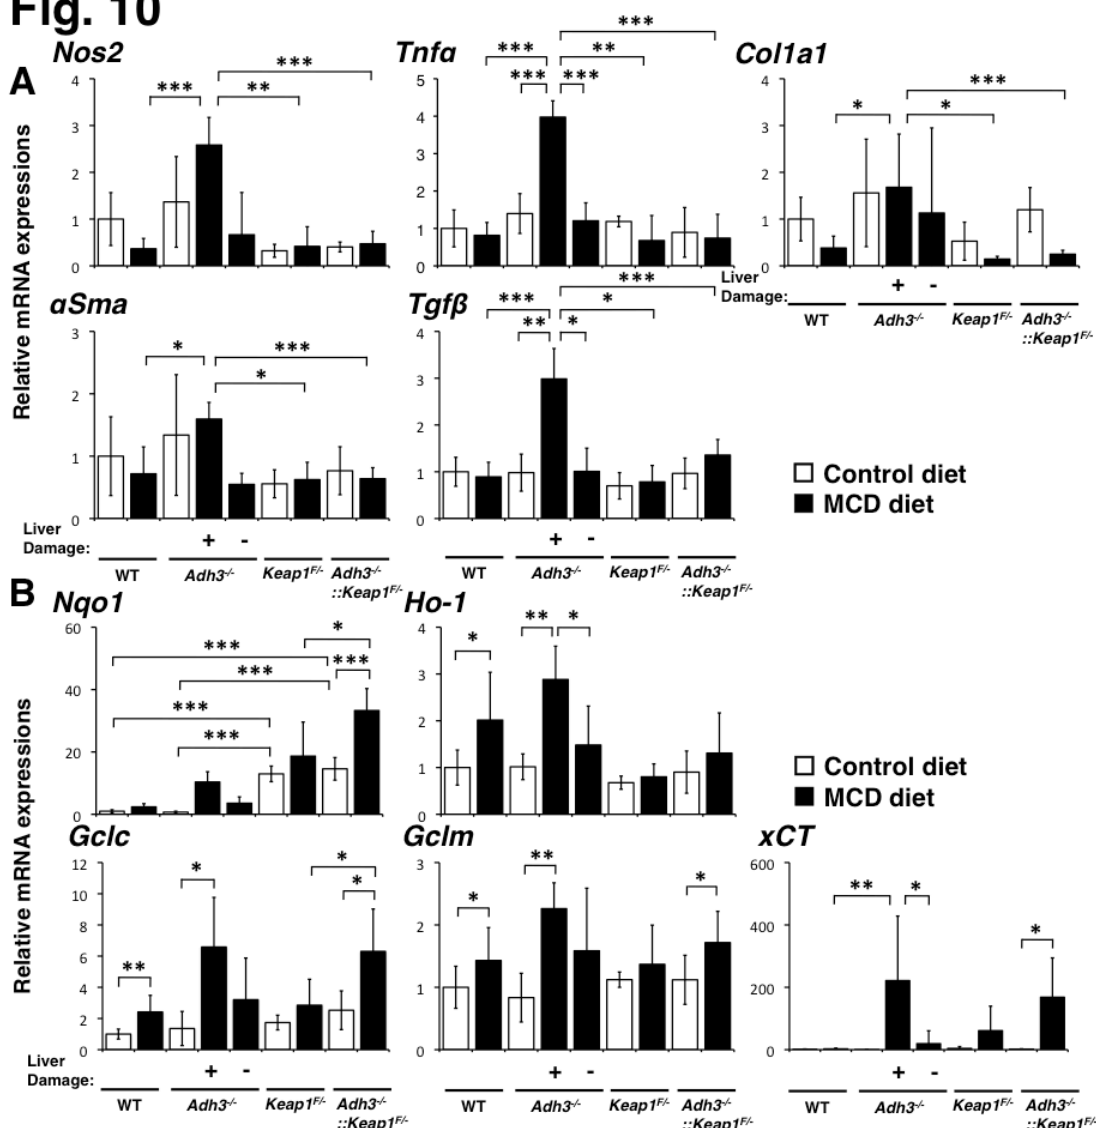 Fig. 10
A
Nos2
Tnfα
Col1a1
Relative mRNA expressions
4
3
2
1
0
*** ** ***
5
4
3
2
1
0
*** *** *** ** ***
4
3
2
1
0
* * ***
Liver
Damage:
+ -
WT Adh3-/- Keap1F/- Adh3-/-
::Keap1F/-
αSma
Tgfβ
3
2
1
0
* *** *
4
3
2
1
0
*** ** * * ***
Control diet
MCD diet
Liver
Damage:
+ -
+ -
WT Adh3-/- Keap1F/- Adh3-/-
::Keap1F/-
WT Adh3-/- Keap1F/- Adh3-/-
::Keap1F/-
B
Nqo1
Ho-1
Relative mRNA expressions
60
40
20
0
*** *** *** *** * ***
4
3
2
1
0
* ** *
Control diet
MCD diet
Gclc
Gclm
xCT
12
10
8
6
4
2
0
** * * *
3
2
1
0
* ** *
600
400
200
0
** * *
Liver
Damage:
+ -
+ -
+ -
WT Adh3-/- Keap1F/- Adh3-/-
::Keap1F/-
WT Adh3-/- Keap1F/- Adh3-/-
::Keap1F/-
WT Adh3-/- Keap1F/- Adh3-/-
::Keap1F/-